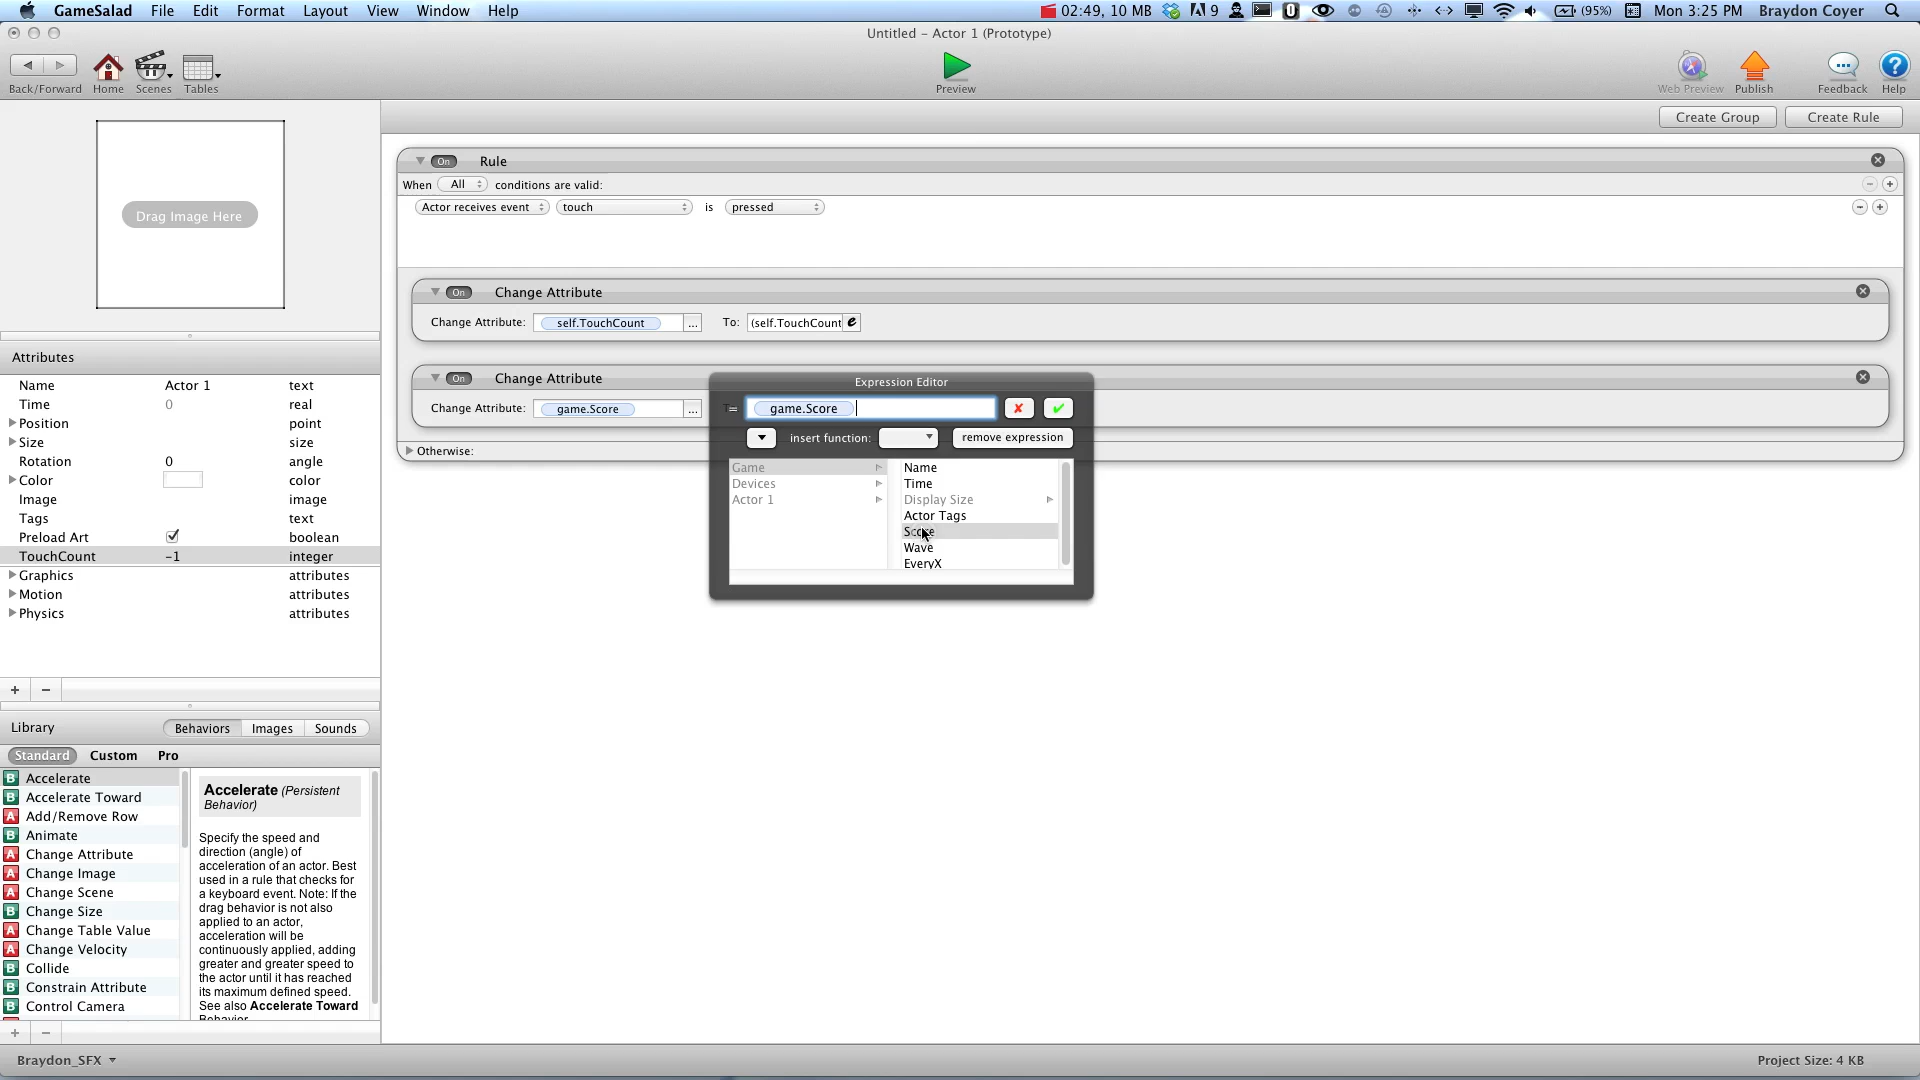 GameSalad File Edit Format Layout View Window Help 02:49, 10 MB 9 (95%) Mon 3:25 PM Braydon Coyer
Untitled – Actor 1 (Prototype)
Back/Forward Home Scenes Tables Preview Web Preview Publish Feedback Help
Create Group Create Rule
Drag Image Here
On Rule
When All conditions are valid:
Actor receives event touch is pressed
On Change Attribute
Change Attribute: self.TouchCount ... To: (self.TouchCount e
On Change Attribute
Change Attribute: game.Score ...
Otherwise:
Expression Editor
= game.Score
insert function: remove expression
Game
Devices
Actor 1
Name
Time
Display Size
Actor Tags
Score
Wave
EveryX
Attributes
Name Actor 1 text
Time 0 real
Position point
Size size
Rotation 0 angle
Color color
Image image
Tags text
Preload Art boolean
TouchCount -1 integer
Graphics attributes
Motion attributes
Physics attributes
+ −
Library Behaviors Images Sounds
Standard Custom Pro
B Accelerate
B Accelerate Toward
A Add/Remove Row
B Animate
A Change Attribute
A Change Image
A Change Scene
B Change Size
A Change Table Value
A Change Velocity
B Collide
B Constrain Attribute
B Control Camera
Accelerate (Persistent
Behavior)
Specify the speed and
direction (angle) of
acceleration of an actor. Best
used in a rule that checks for
a keyboard event. Note: If the
drag behavior is not also
applied to an actor,
acceleration will be
continuously applied, adding
greater and greater speed to
the actor until it has reached
its maximum defined speed.
See also Accelerate Toward
Behavior
+ −
Braydon_SFX Project Size: 4 KB